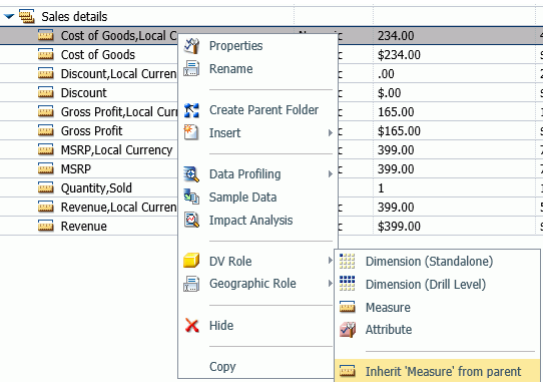 Sales details
Cost of Goods,Local C
234.00
Cost of Goods
$234.00
Discount,Local Curren
.00
Discount
$.00
Gross Profit,Local Curr
165.00
Gross Profit
$165.00
MSRP,Local Currency
399.00
MSRP
399.00
Quantity,Sold
1
Revenue,Local Curren
399.00
Revenue
$399.00
Properties
Rename
Create Parent Folder
Insert
Data Profiling
Sample Data
Impact Analysis
DV Role
Geographic Role
Hide
Copy
Dimension (Standalone)
Dimension (Drill Level)
Measure
Attribute
Inherit 'Measure' from parent